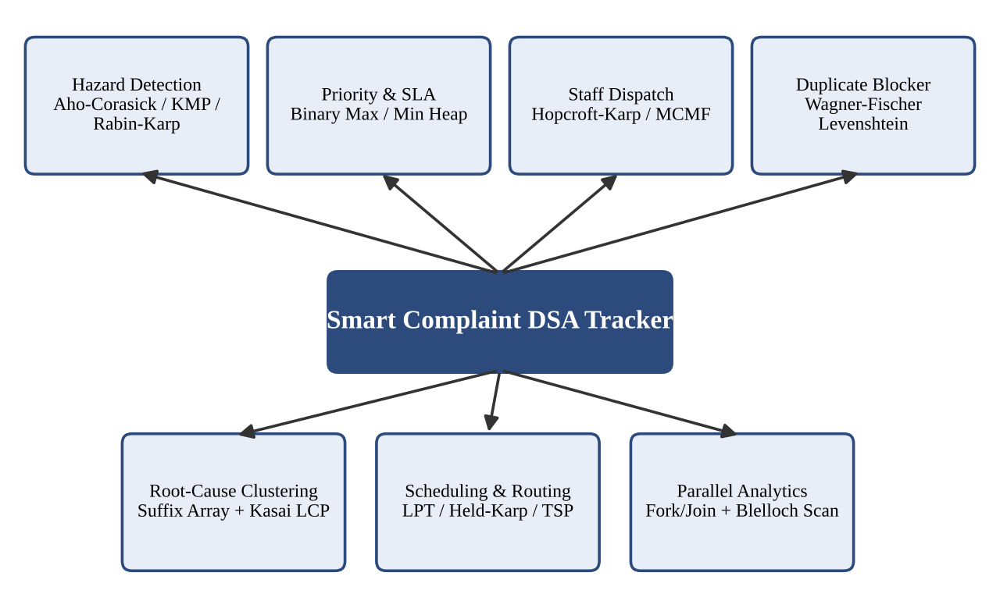 Hazard Detection
Aho-Corasick / KMP /
Rabin-Karp
Priority & SLA
Binary Max / Min Heap
Staff Dispatch
Hopcroft-Karp / MCMF
Duplicate Blocker
Wagner-Fischer
Levenshtein
Smart Complaint DSA Tracker
Root-Cause Clustering
Suffix Array + Kasai LCP
Scheduling & Routing
LPT / Held-Karp / TSP
Parallel Analytics
Fork/Join + Blelloch Scan